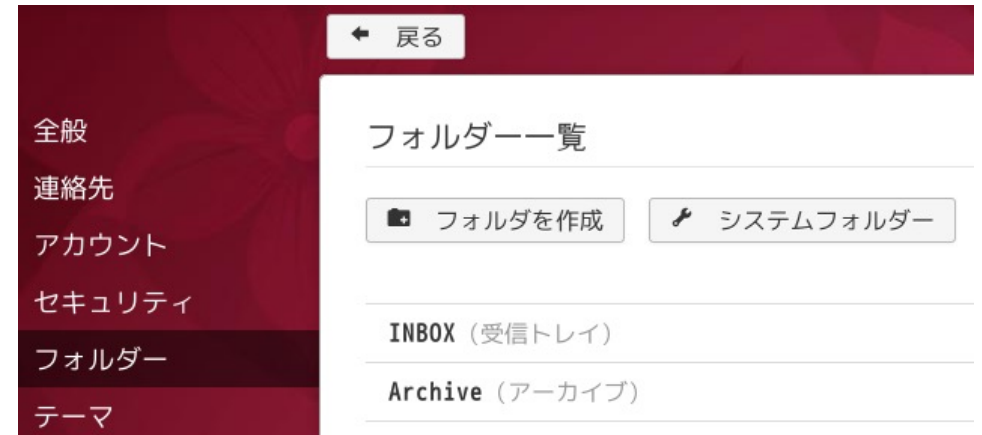 戻る
全般
連絡先
アカウント
セキュリティ
フォルダー
テーマ
フォルダー一覧
フォルダを作成 システムフォルダー
INBOX (受信トレイ)
Archive (アーカイブ)